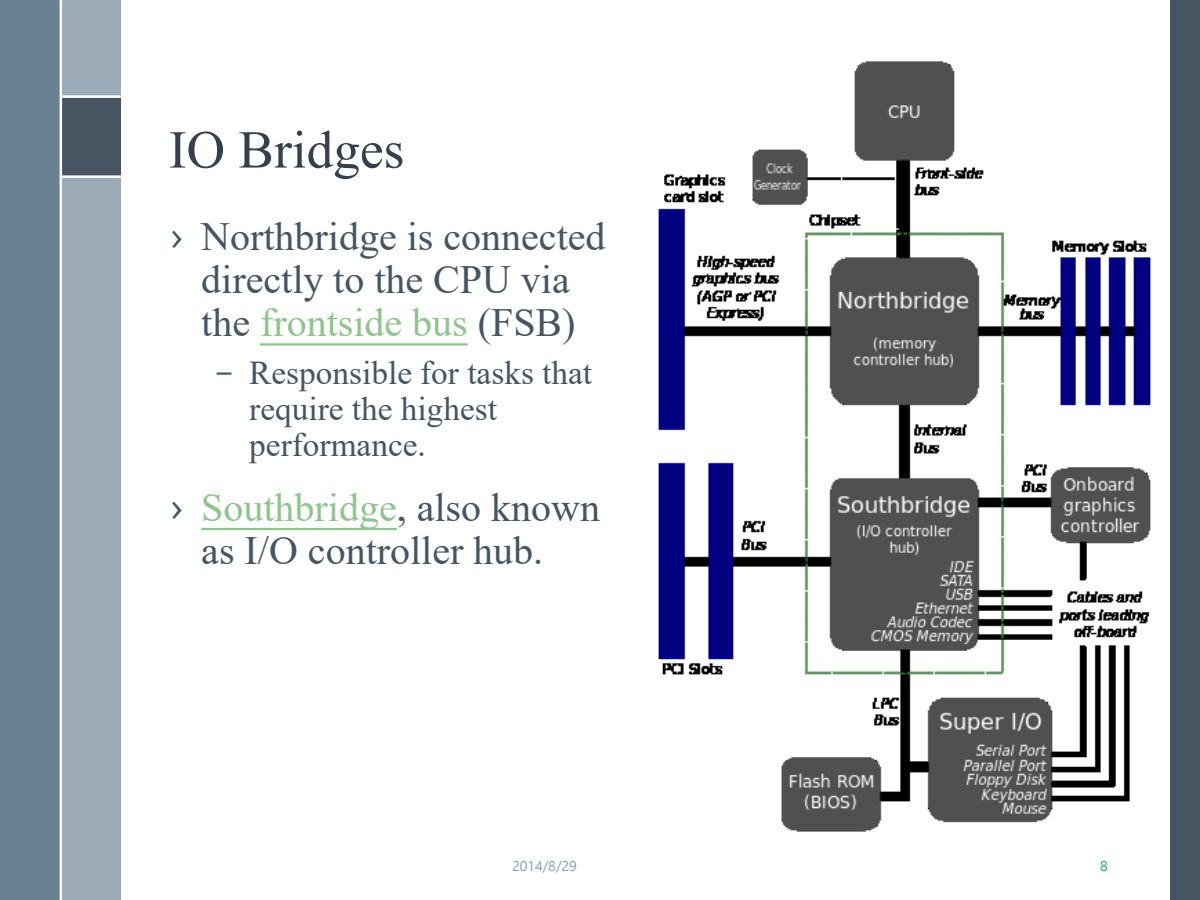 IO Bridges
› Northbridge is connected
directly to the CPU via
the frontside bus (FSB)
– Responsible for tasks that
require the highest
performance.
› Southbridge, also known
as I/O controller hub.
CPU
Clock
Generator
Front-side
bus
Graphics
card slot
Chipset
High-speed
graphics bus
(AGP or PCI
Express)
Northbridge
(memory
controller hub)
Memory Slots
Memory
bus
Internal
Bus
Southbridge
(I/O controller
hub)
IDE
SATA
USB
Ethernet
Audio Codec
CMOS Memory
PCI
Bus
Onboard
graphics
controller
PCI
Bus
PCI Slots
Cables and
ports leading
off-board
LPC
Bus
Super I/O
Serial Port
Parallel Port
Floppy Disk
Keyboard
Mouse
Flash ROM
(BIOS)
2014/8/29
8